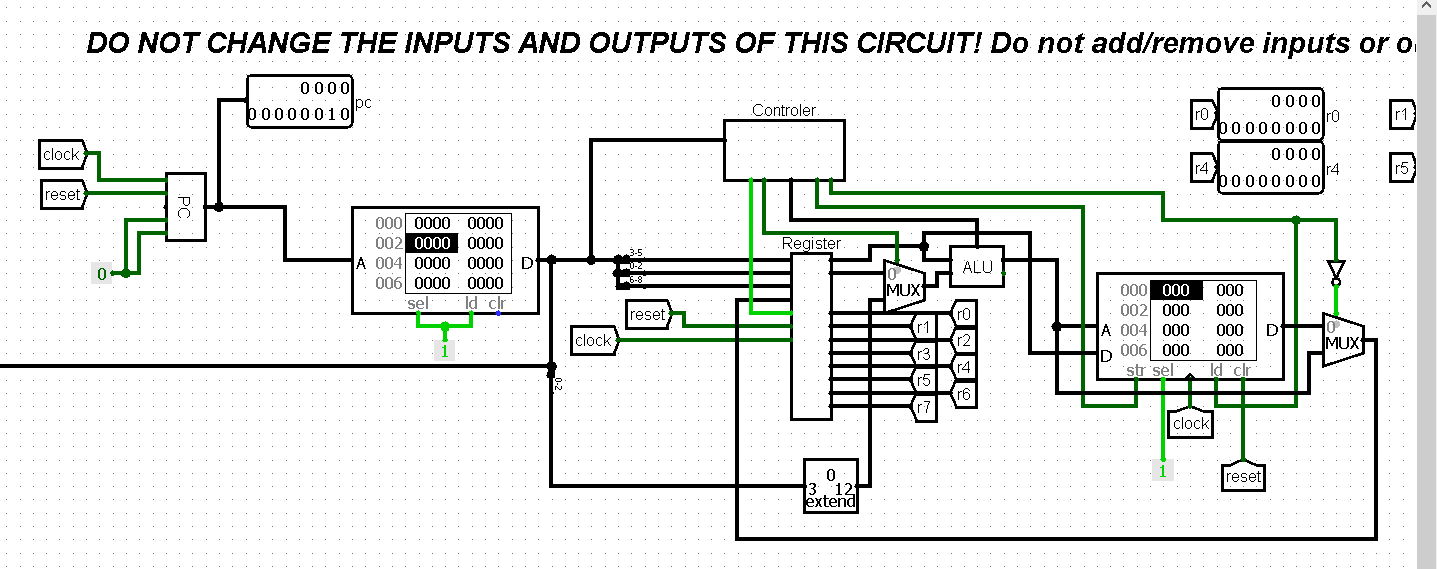 DO NOT CHANGE THE INPUTS AND OUTPUTS OF THIS CIRCUIT! Do not add/remove inputs or o
0000
00000010
pc
clock
reset
PC
0
000 0000 0000
002 0000 0000
004 0000 0000
006 0000 0000
A
D
sel ld clr
1
0-2
Controler
3-5
0-2
6-8
Register
reset
clock
0
MUX
ALU
r0
r1
r2
r3
r4
r5
r6
r7
0
3 12
extend
r0
0000
00000000
r0
r1
r4
0000
00000000
r4
r5
000 000 000
002 000 000
004 000 000
006 000 000
A
D
D
str sel ld clr
clock
1
reset
0
MUX